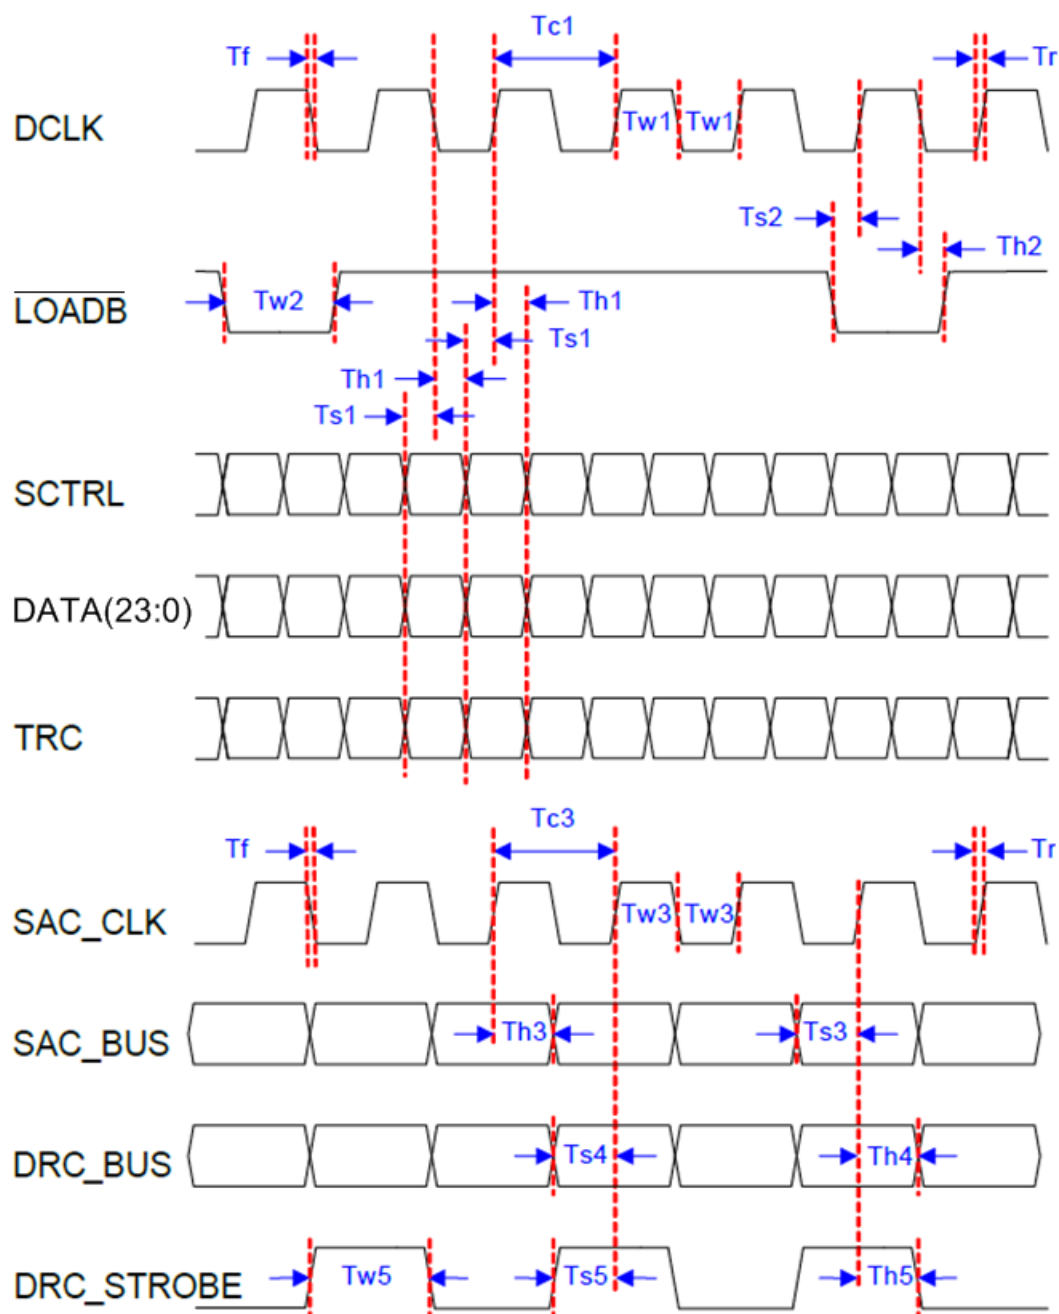 Tc1
Tf Tr
DCLK Tw1 Tw1
Ts2
Th2
LOADB Tw2 Th1
Ts1
Th1
Ts1
SCTRL
DATA(23:0)
TRC
Tc3
Tf Tr
SAC_CLK Tw3 Tw3
SAC_BUS Th3 Ts3
DRC_BUS Ts4 Th4
DRC_STROBE Tw5 Ts5 Th5